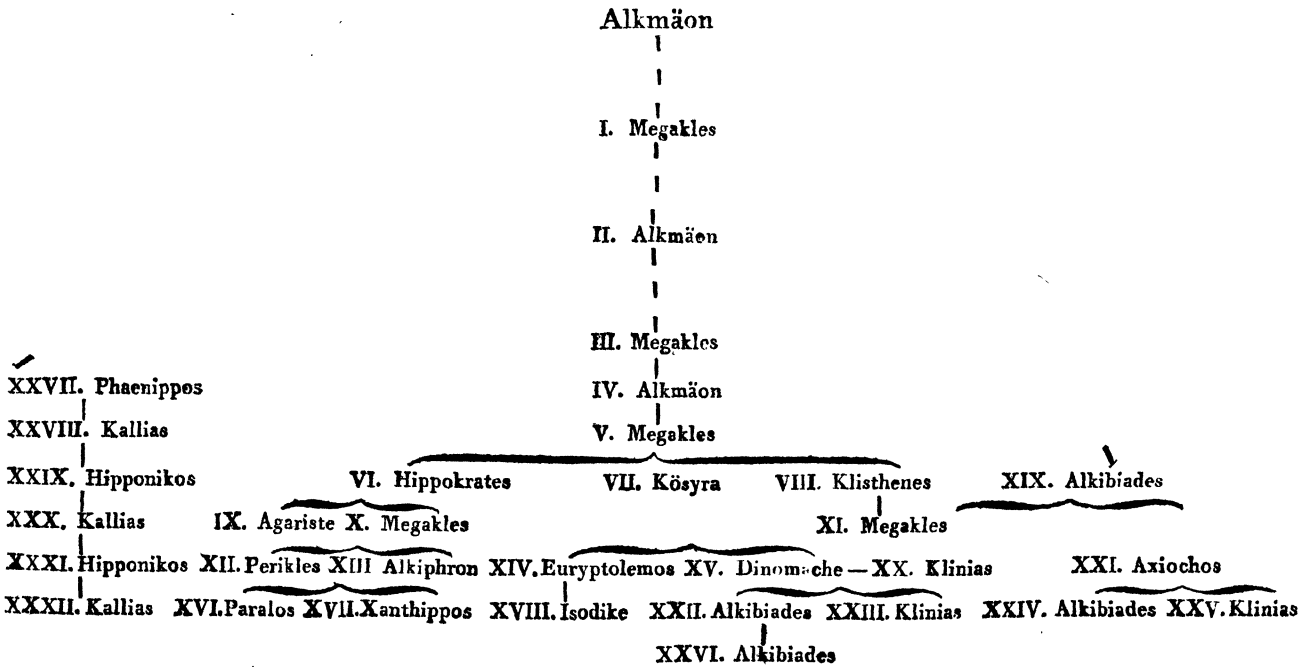 Alkmäon
I. Megakles
II. Alkmäon
III. Megakles
XXVII. Phaenippos IV. Alkmäon
XXVIII. Kallias V. Megakles
XXIX. Hipponikos VI. Hippokrates VII. Kösyra VIII. Klisthenes XIX. Alkibiades
XXX. Kallias IX. Agariste X. Megakles XI. Megakles
XXXI. Hipponikos XII. Perikles XIII Alkiphron XIV. Euryptolemos XV. Dinomache — XX. Klinias XXI. Axiochos
XXXII. Kallias XVI. Paralos XVII. Xanthippos XVIII. Isodike XXII. Alkibiades XXIII. Klinias XXIV. Alkibiades XXV. Klinias
XXVI. Alkibiades